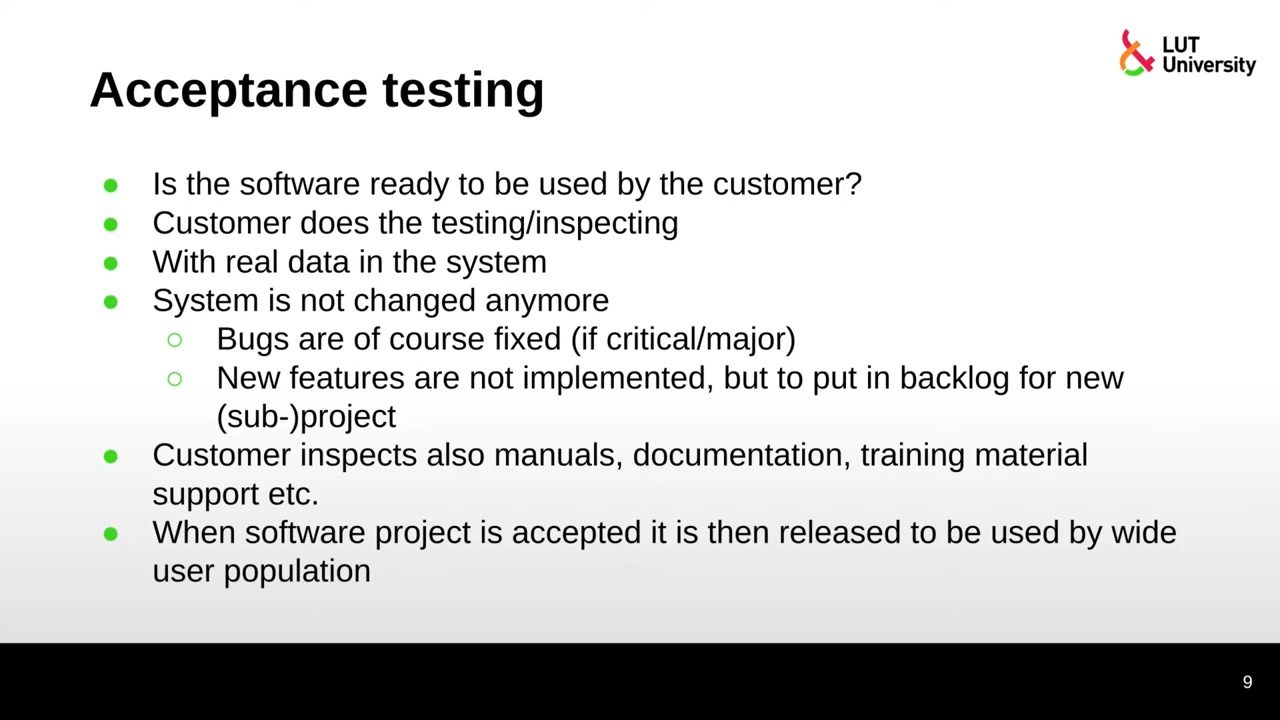 LUT
University
Acceptance testing
● Is the software ready to be used by the customer?
● Customer does the testing/inspecting
● With real data in the system
● System is not changed anymore
○ Bugs are of course fixed (if critical/major)
○ New features are not implemented, but to put in backlog for new
(sub-)project
● Customer inspects also manuals, documentation, training material
support etc.
● When software project is accepted it is then released to be used by wide
user population
9